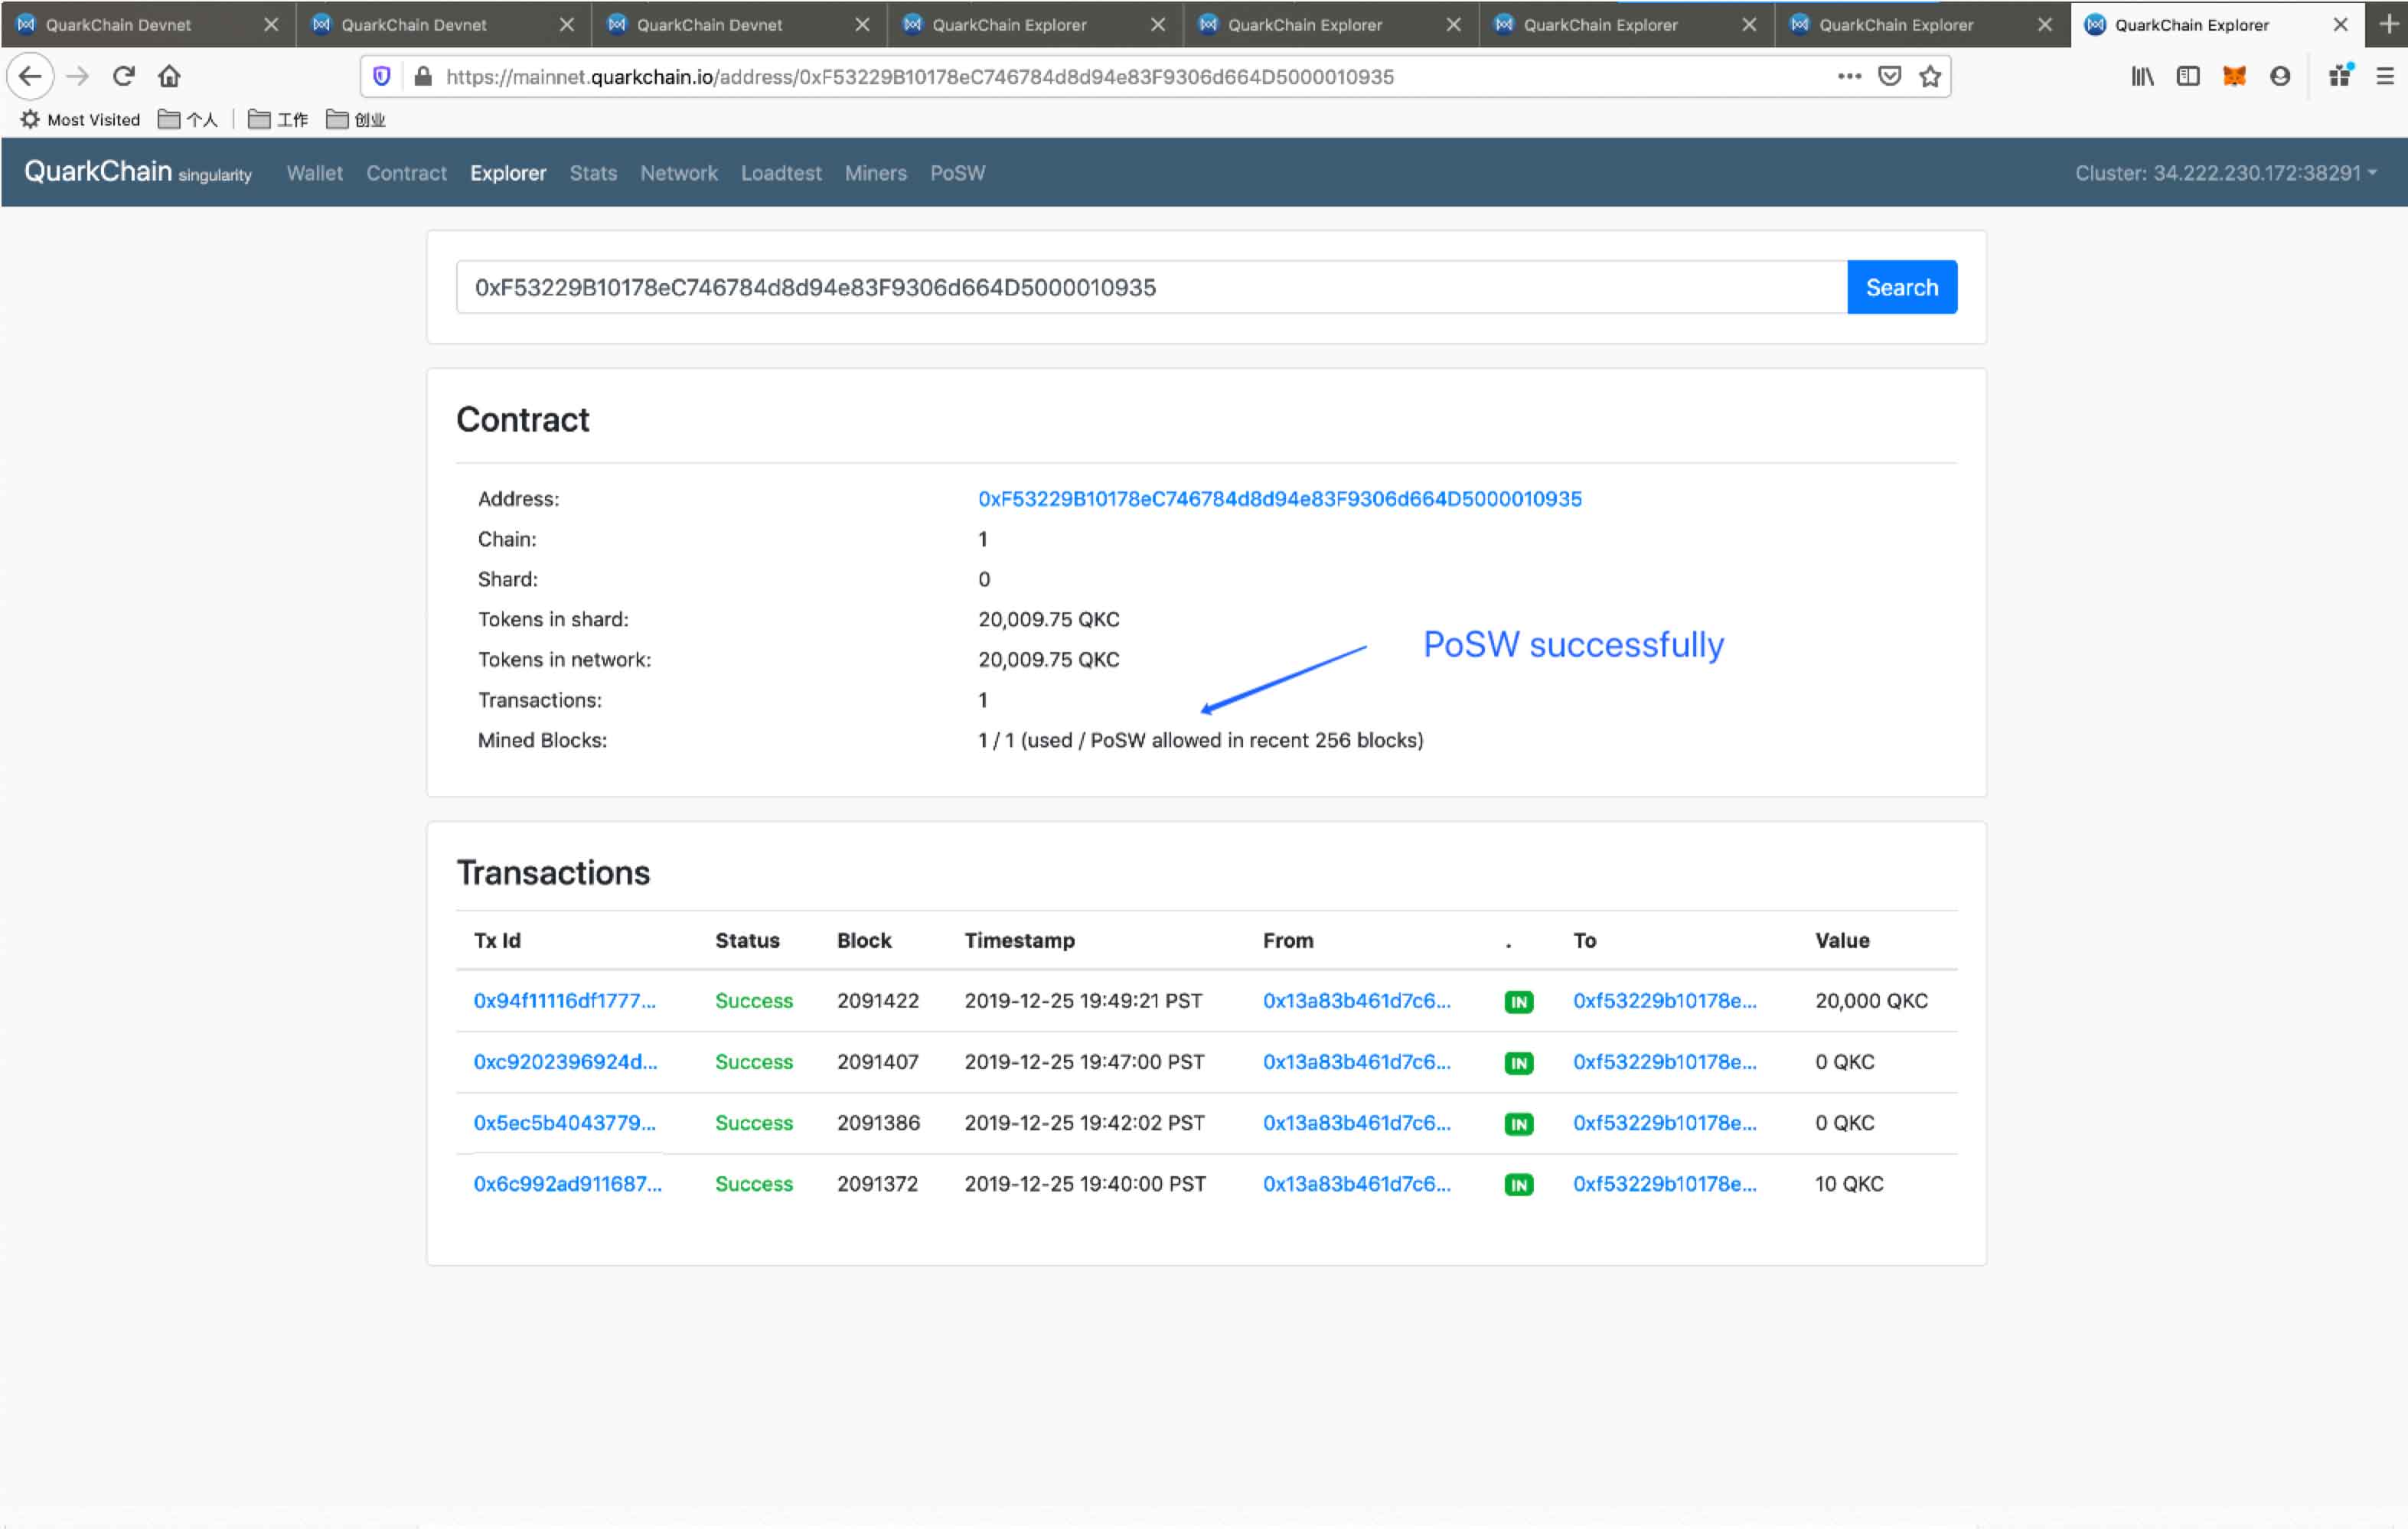 QuarkChain Devnet QuarkChain Devnet QuarkChain Devnet QuarkChain Explorer QuarkChain Explorer QuarkChain Explorer QuarkChain Explorer QuarkChain Explorer
https://mainnet.quarkchain.io/address/0xF53229B10178eC746784d8d94e83F9306d664D5000010935
Most Visited 个人 工作 创业
QuarkChain singularity Wallet Contract Explorer Stats Network Loadtest Miners PoSW Cluster: 34.222.230.172:38291
0xF53229B10178eC746784d8d94e83F9306d664D5000010935 Search
Contract
Address: 0xF53229B10178eC746784d8d94e83F9306d664D5000010935
Chain: 1
Shard: 0
Tokens in shard: 20,009.75 QKC
PoSW successfully
Tokens in network: 20,009.75 QKC
Transactions: 1
Mined Blocks: 1 / 1 (used / PoSW allowed in recent 256 blocks)
Transactions
Tx Id Status Block Timestamp From . To Value
0x94f11116df1777... Success 2091422 2019-12-25 19:49:21 PST 0x13a83b461d7c6... IN 0xf53229b10178e... 20,000 QKC
0xc9202396924d... Success 2091407 2019-12-25 19:47:00 PST 0x13a83b461d7c6... IN 0xf53229b10178e... 0 QKC
0x5ec5b4043779... Success 2091386 2019-12-25 19:42:02 PST 0x13a83b461d7c6... IN 0xf53229b10178e... 0 QKC
0x6c992ad911687... Success 2091372 2019-12-25 19:40:00 PST 0x13a83b461d7c6... IN 0xf53229b10178e... 10 QKC